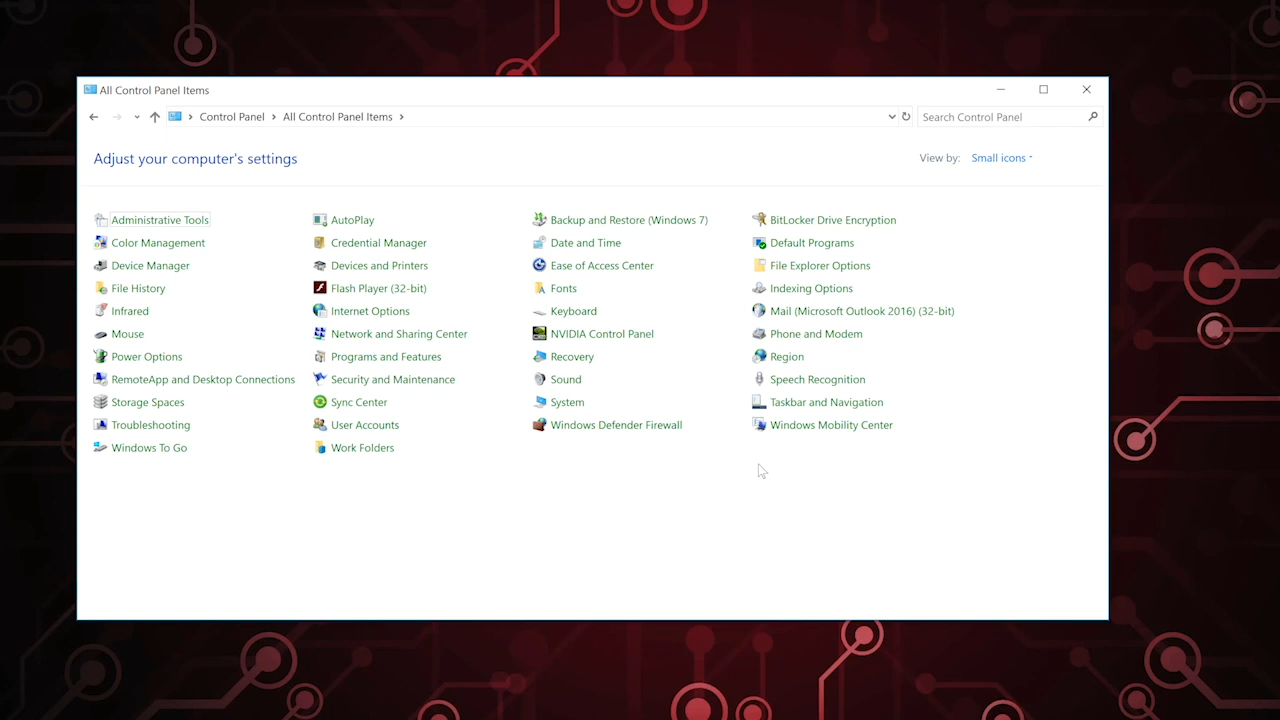 All Control Panel Items
Control Panel All Control Panel Items Search Control Panel
Adjust your computer's settings View by: Small icons
Administrative Tools AutoPlay Backup and Restore (Windows 7) BitLocker Drive Encryption
Color Management Credential Manager Date and Time Default Programs
Device Manager Devices and Printers Ease of Access Center File Explorer Options
File History Flash Player (32-bit) Fonts Indexing Options
Infrared Internet Options Keyboard Mail (Microsoft Outlook 2016) (32-bit)
Mouse Network and Sharing Center NVIDIA Control Panel Phone and Modem
Power Options Programs and Features Recovery Region
RemoteApp and Desktop Connections Security and Maintenance Sound Speech Recognition
Storage Spaces Sync Center System Taskbar and Navigation
Troubleshooting User Accounts Windows Defender Firewall Windows Mobility Center
Windows To Go Work Folders